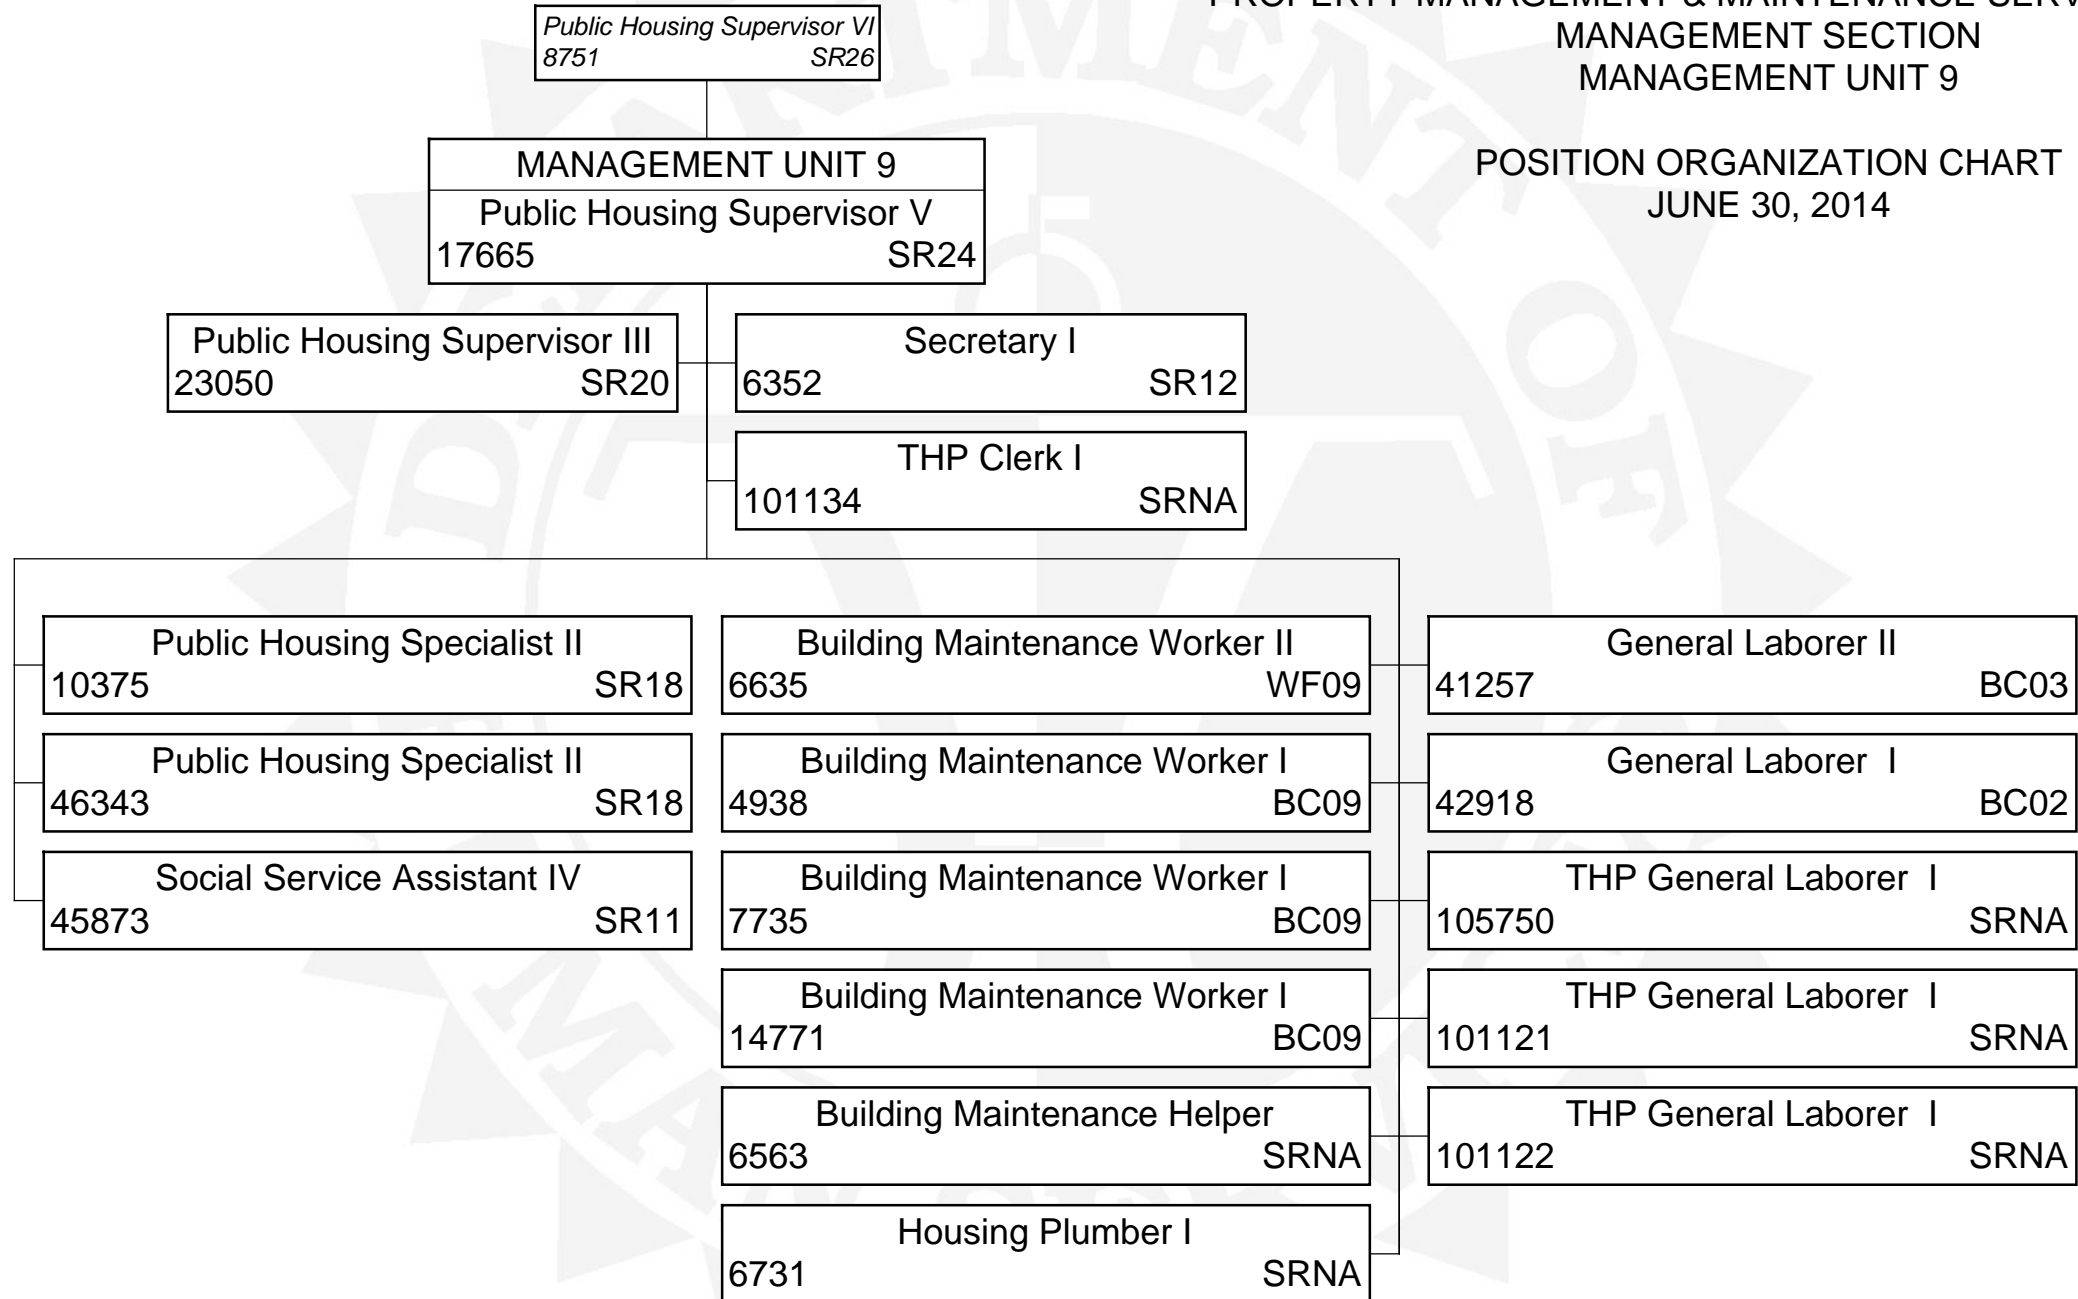 PROPERTY MANAGEMENT & MAINTENANCE SERV
MANAGEMENT SECTION
MANAGEMENT UNIT 9
POSITION ORGANIZATION CHART
JUNE 30, 2014
Public Housing Supervisor VI
8751 SR26
MANAGEMENT UNIT 9
Public Housing Supervisor V
17665 SR24
Public Housing Supervisor III
23050 SR20
Secretary I
6352 SR12
THP Clerk I
101134 SRNA
Public Housing Specialist II
10375 SR18
Public Housing Specialist II
46343 SR18
Social Service Assistant IV
45873 SR11
Building Maintenance Worker II
6635 WF09
Building Maintenance Worker I
4938 BC09
Building Maintenance Worker I
7735 BC09
Building Maintenance Worker I
14771 BC09
Building Maintenance Helper
6563 SRNA
Housing Plumber I
6731 SRNA
General Laborer II
41257 BC03
General Laborer I
42918 BC02
THP General Laborer I
105750 SRNA
THP General Laborer I
101121 SRNA
THP General Laborer I
101122 SRNA